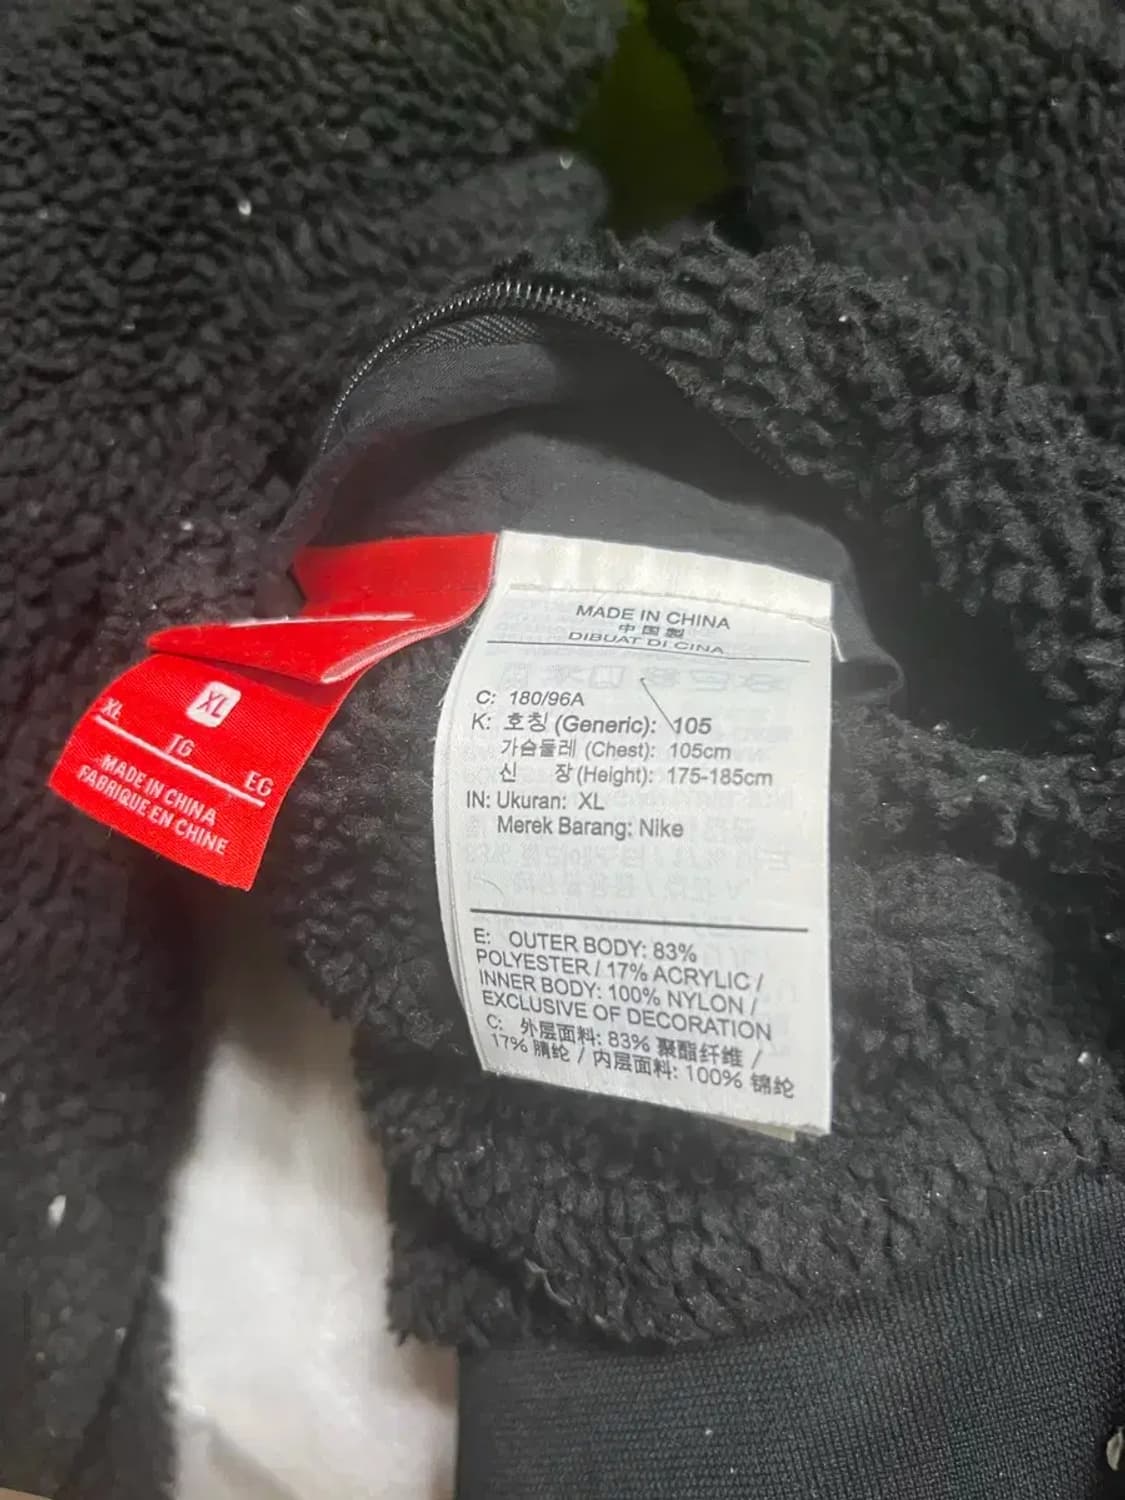 XL
XL
TG
EG
MADE IN CHINA
FABRIQUE EN CHINE
MADE IN CHINA
中国製
DIBUAT DI CINA
C: 180/96A
K: 호칭 (Generic): 105
가슴둘레 (Chest): 105cm
신 장 (Height): 175-185cm
IN: Ukuran: XL
Merek Barang: Nike
E: OUTER BODY: 83%
POLYESTER / 17% ACRYLIC /
INNER BODY: 100% NYLON /
EXCLUSIVE OF DECORATION
C: 外层面料: 83% 聚酯纤维 /
17% 腈纶 / 内层面料: 100% 锦纶